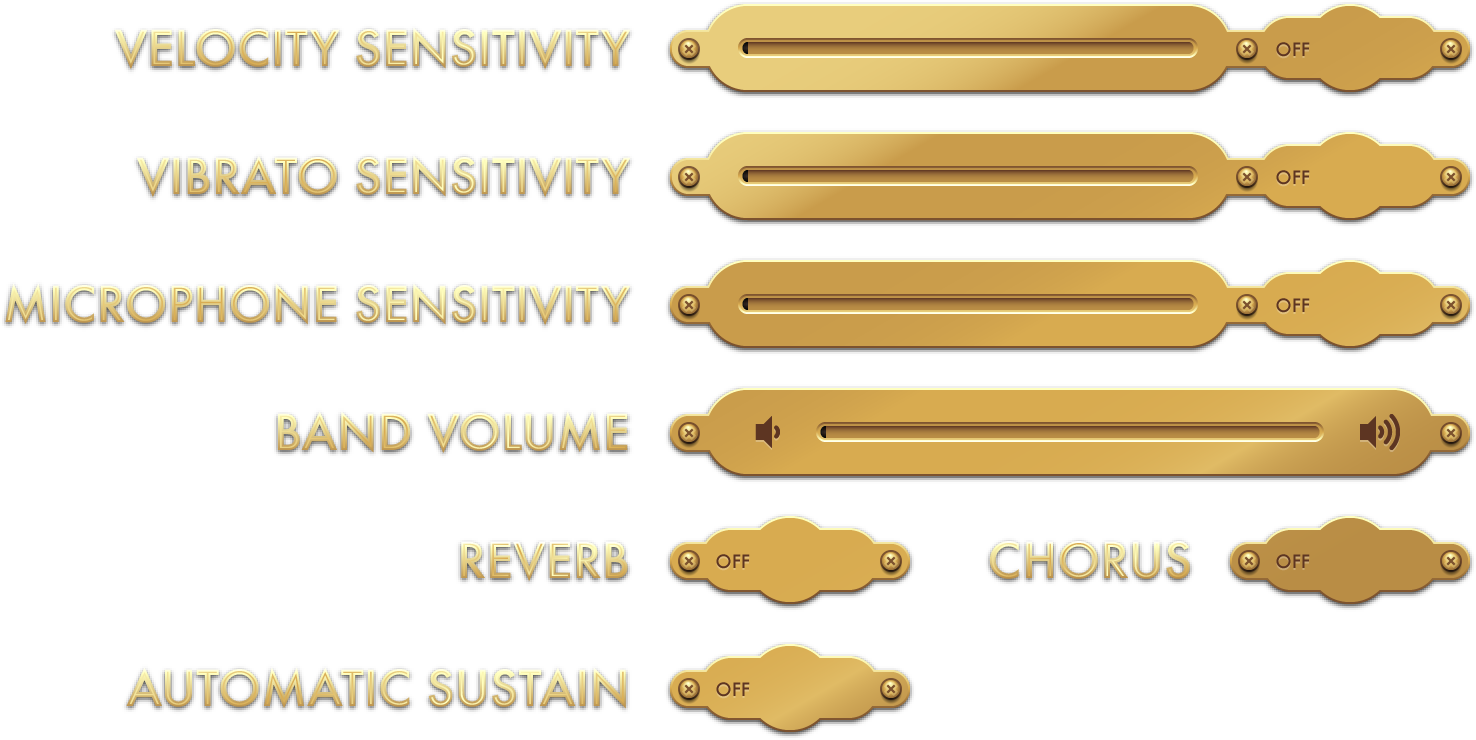 VELOCITY SENSITIVITY OFF
VIBRATO SENSITIVITY OFF
MICROPHONE SENSITIVITY OFF
BAND VOLUME
REVERB OFF CHORUS OFF
AUTOMATIC SUSTAIN OFF